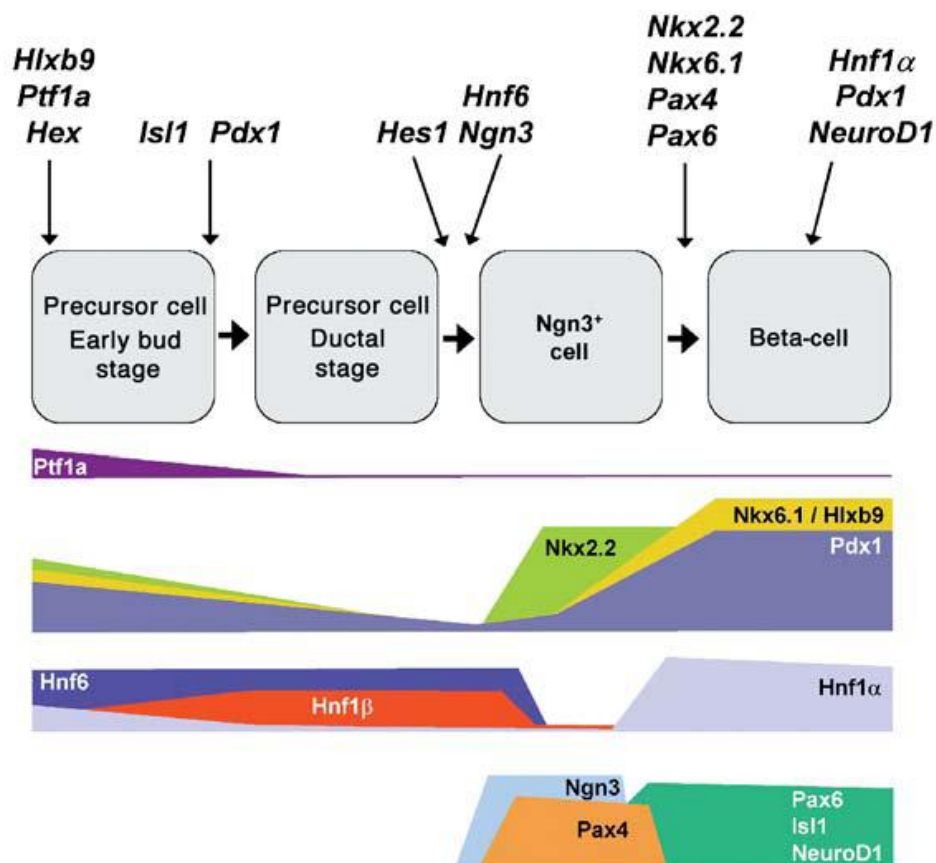 Hlxb9
Ptf1a
Hex
Isl1 Pdx1
Hes1
Hnf6
Ngn3
Nkx2.2
Nkx6.1
Pax4
Pax6
Hnf1α
Pdx1
NeuroD1
Precursor cell
Early bud
stage
Precursor cell
Ductal
stage
Ngn3⁺
cell
Beta-cell
Ptf1a
Nkx2.2
Nkx6.1 / Hlxb9
Pdx1
Hnf6
Hnf1β
Hnf1α
Ngn3
Pax4
Pax6
Isl1
NeuroD1